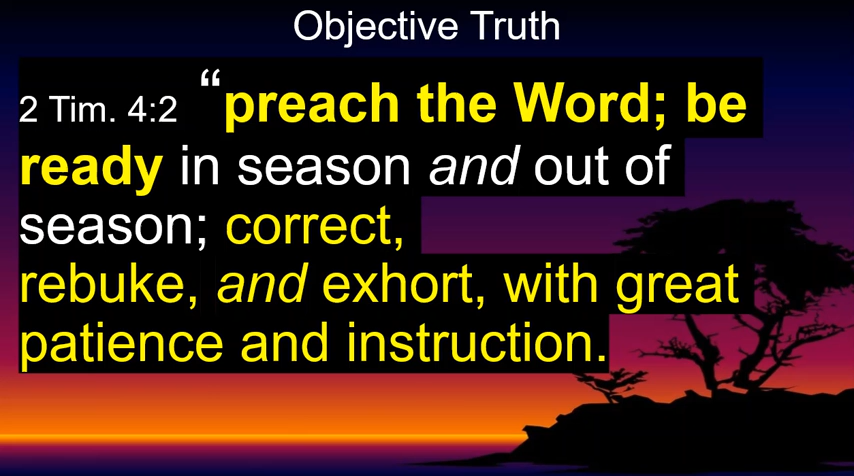 Objective Truth
2 Tim. 4:2 “preach the Word; be
ready in season and out of
season; correct,
rebuke, and exhort, with great
patience and instruction.